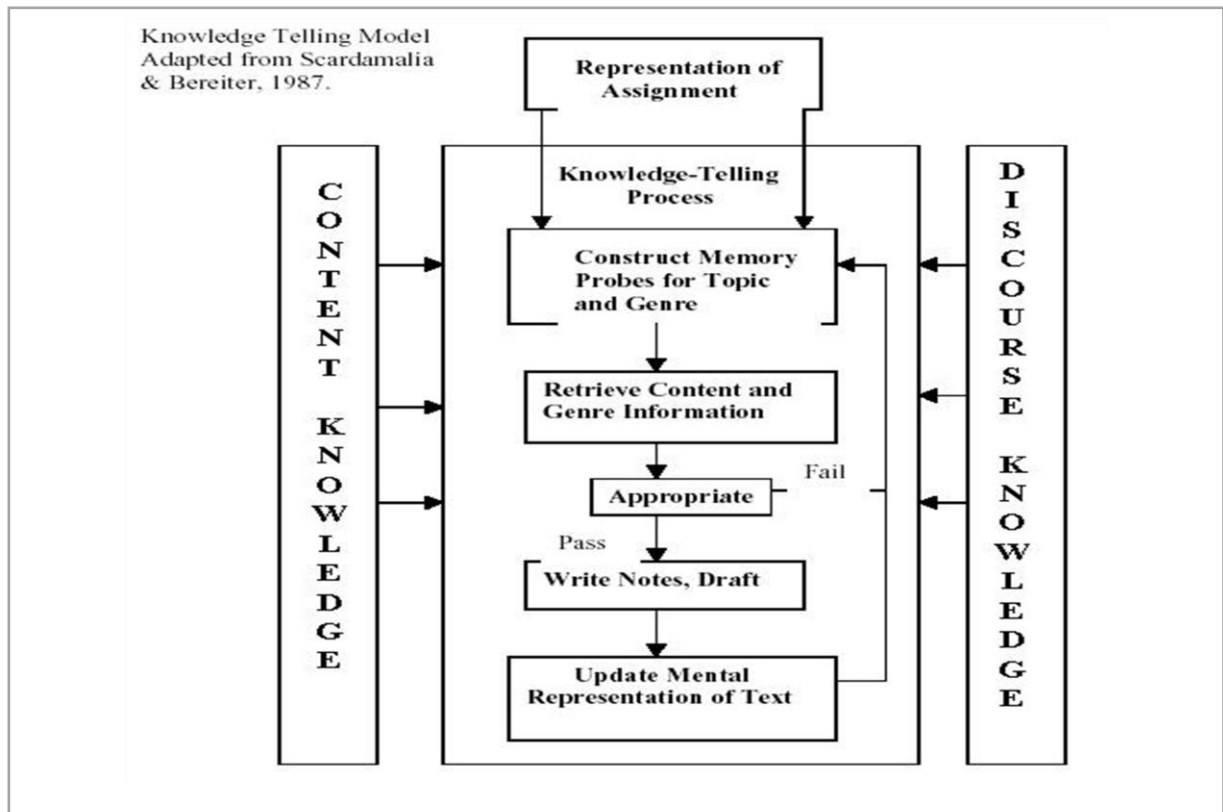 Knowledge Telling Model
Adapted from Scardamalia
& Bereiter, 1987.
Representation of
Assignment
CONTENT KNOWLEDGE
Knowledge-Telling
Process
Construct Memory
Probes for Topic
and Genre
Retrieve Content and
Genre Information
Appropriate
Fail
Pass
Write Notes, Draft
Update Mental
Representation of Text
DISCOURSE KNOWLEDGE